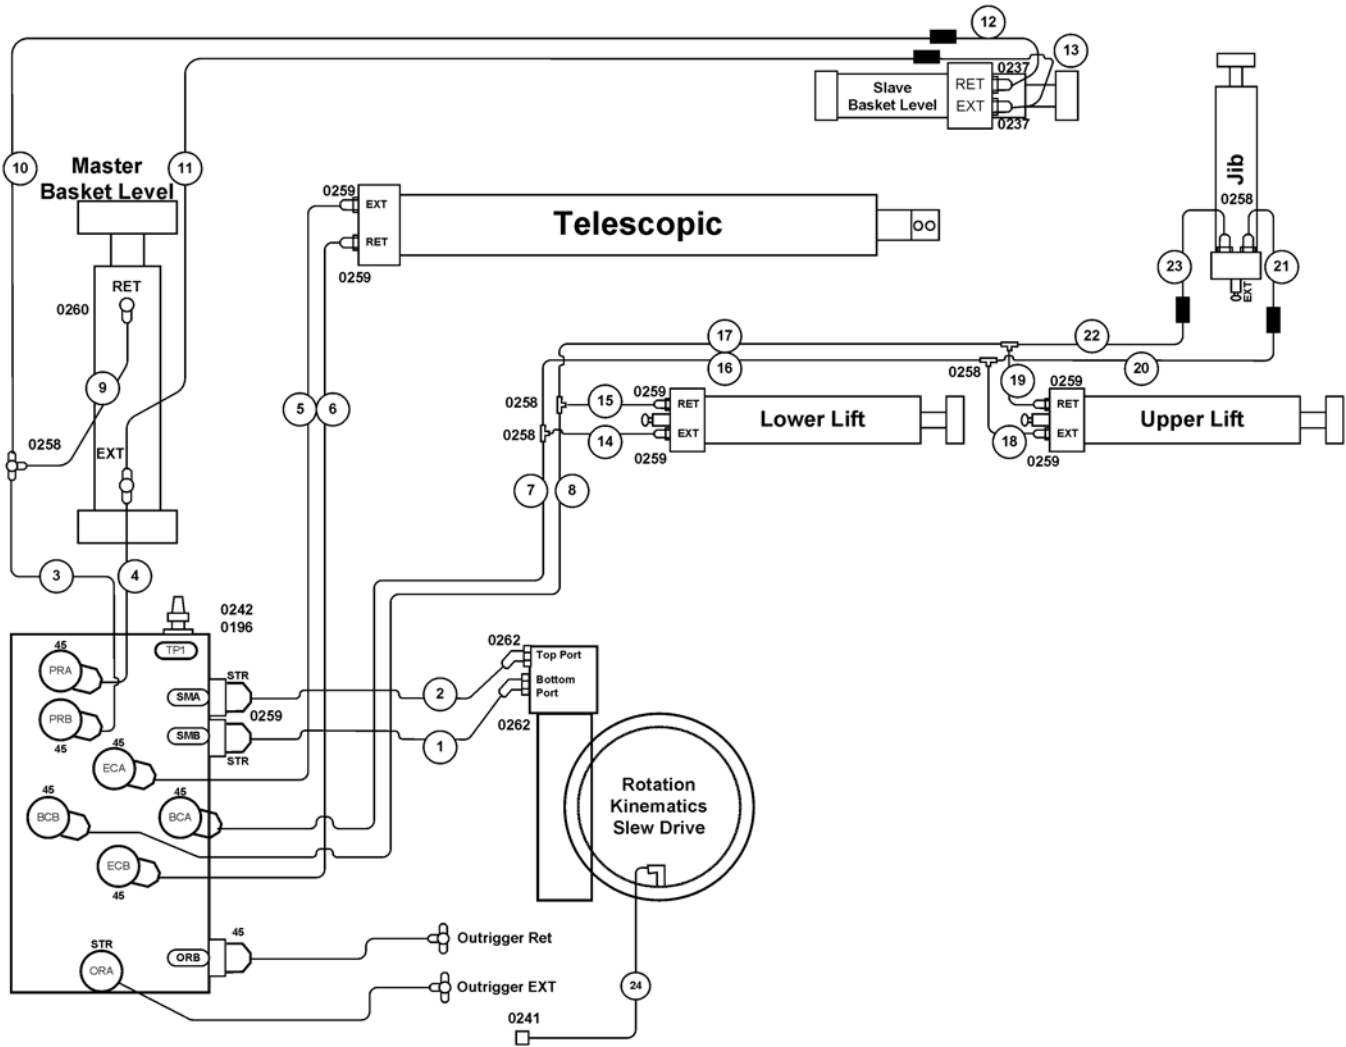 12
13
0237
RET
EXT
0237
Slave
Basket Level
10
Master
Basket Level
11
0259
EXT
RET
0259
Telescopic
Jib
0258
23
21
EXT
RET
0260
9
0258
EXT
17
16
22
20
0258
19
5
6
0258
15
0259
RET
EXT
0258
14
0259
Lower Lift
0259
RET
EXT
18
0259
Upper Lift
7
8
3
4
0242
0196
TP1
45
PRA
PRB
45
STR
SMA
0259
SMB
STR
2
1
0262
Top Port
Bottom
Port
0262
45
ECA
45
BCB
45
BCA
ECB
45
Rotation
Kinematics
Slew Drive
STR
ORA
45
ORB
Outrigger Ret
Outrigger EXT
24
0241